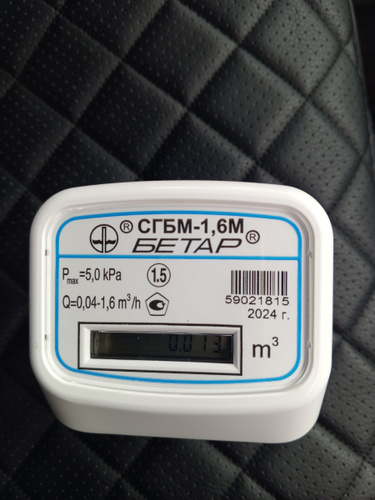 ® СГБМ-1,6М
БЕТАР®
Pmax=5,0 kPa 1.5
59021815
Q=0,04-1,6 m³/h
2024 г.
0.013 m³